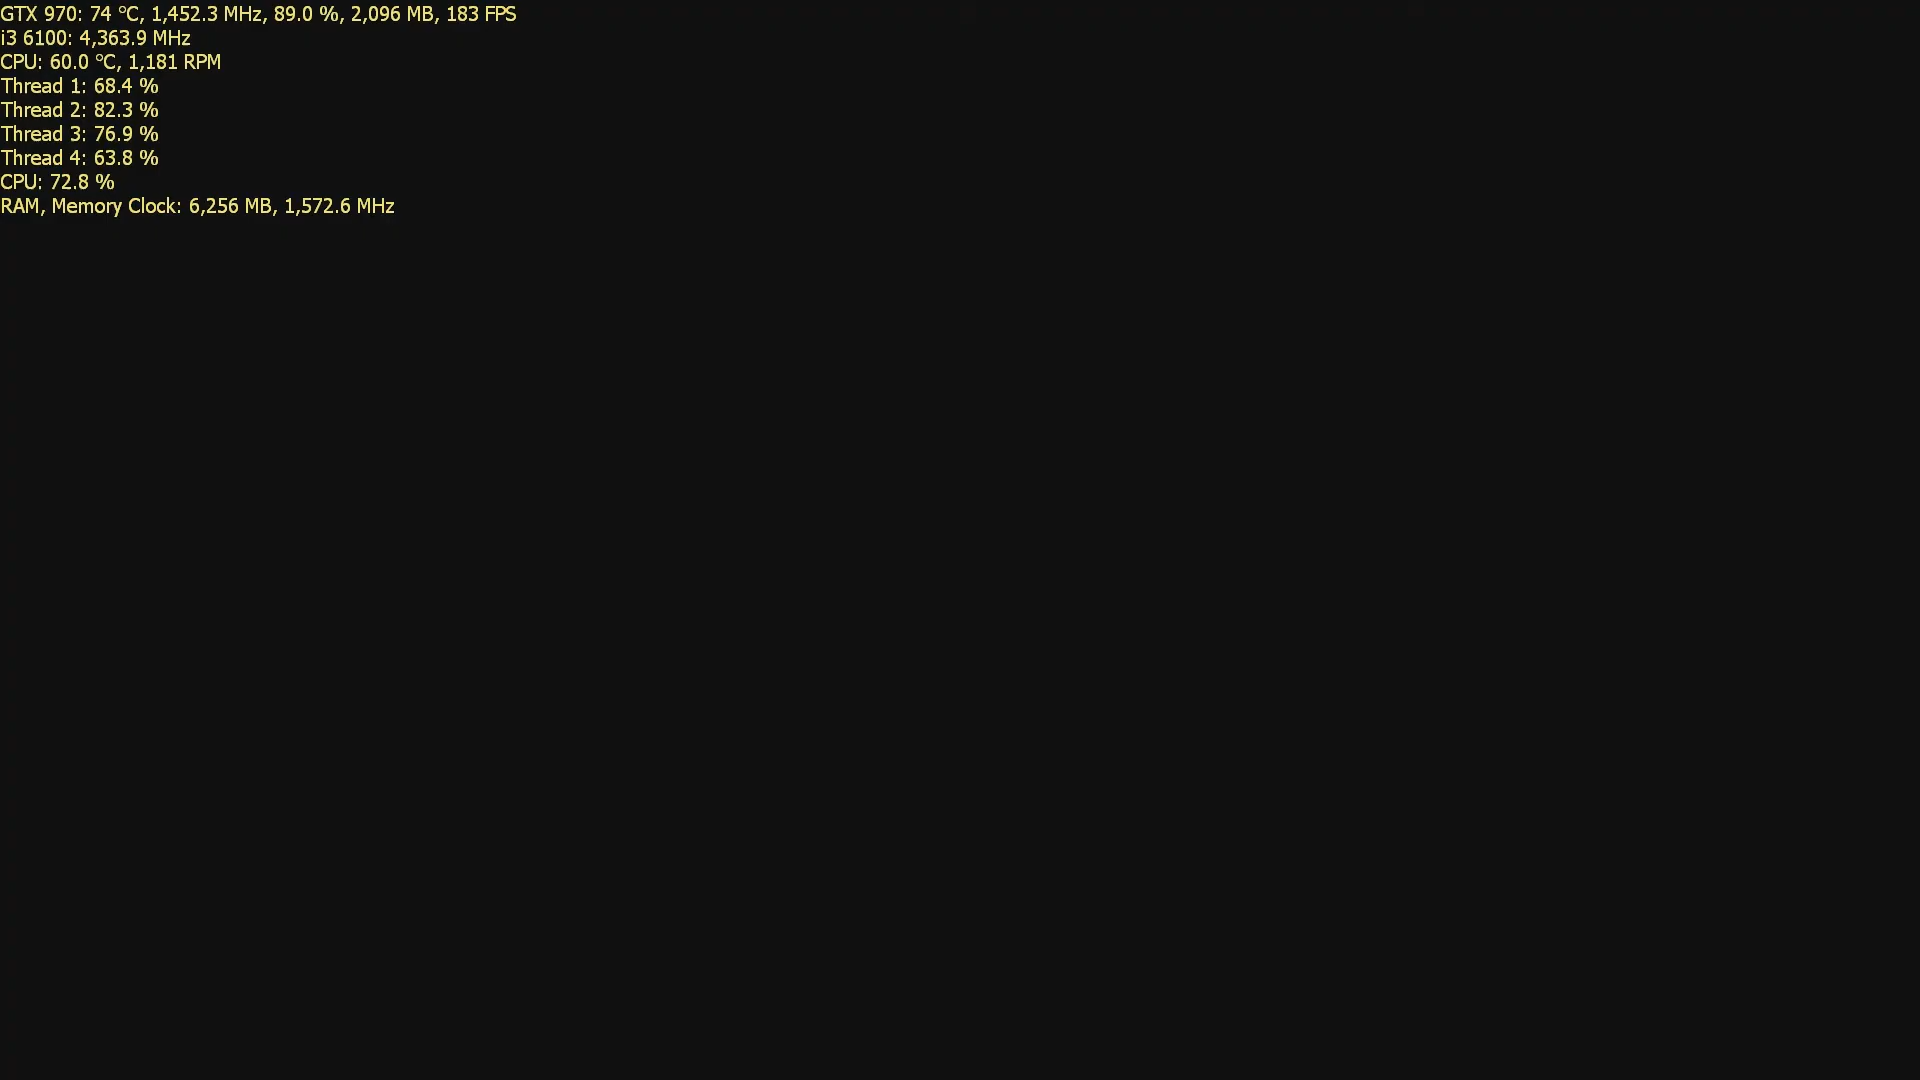 GTX 970: 74 °C, 1,452.3 MHz, 89.0 %, 2,096 MB, 183 FPS
i3 6100: 4,363.9 MHz
CPU: 60.0 °C, 1,181 RPM
Thread 1: 68.4 %
Thread 2: 82.3 %
Thread 3: 76.9 %
Thread 4: 63.8 %
CPU: 72.8 %
RAM, Memory Clock: 6,256 MB, 1,572.6 MHz